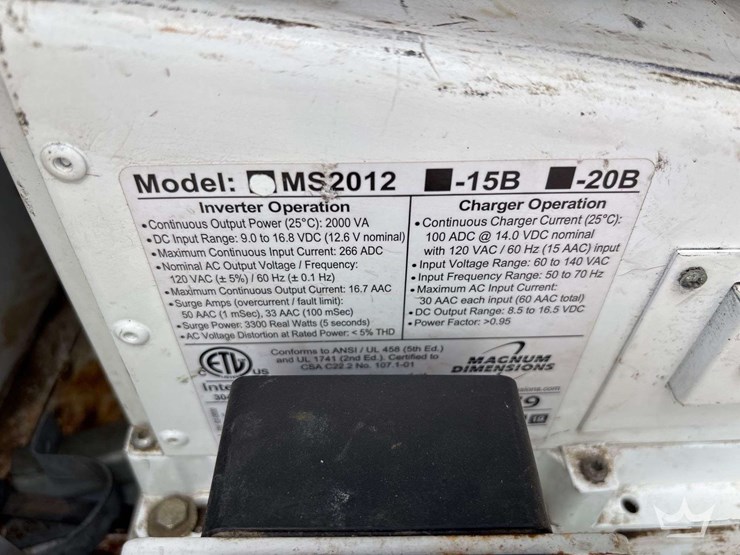 Model: MS2012 -15B -20B
Inverter Operation
• Continuous Output Power (25°C): 2000 VA
• DC Input Range: 9.0 to 16.8 VDC (12.6 V nominal)
• Maximum Continuous Input Current: 266 ADC
• Nominal AC Output Voltage / Frequency:
120 VAC (± 5%) / 60 Hz (± 0.1 Hz)
• Maximum Continuous Output Current: 16.7 AAC
• Surge Amps (overcurrent / fault limit):
50 AAC (1 mSec), 33 AAC (100 mSec)
• Surge Power: 3300 Real Watts (5 seconds)
• AC Voltage Distortion at Rated Power: < 5% THD
Charger Operation
• Continuous Charger Current (25°C):
100 ADC @ 14.0 VDC nominal
with 120 VAC / 60 Hz (15 AAC) input
• Input Voltage Range: 60 to 140 VAC
• Input Frequency Range: 50 to 70 Hz
• Maximum AC Input Current:
30 AAC each input (60 AAC total)
• DC Output Range: 8.5 to 16.5 VDC
• Power Factor: >0.95
c ETL us
Conforms to ANSI / UL 458 (5th Ed.)
and UL 1741 (2nd Ed.). Certified to
CSA C22.2 No. 107.1-01
MAGNUM
DIMENSIONS